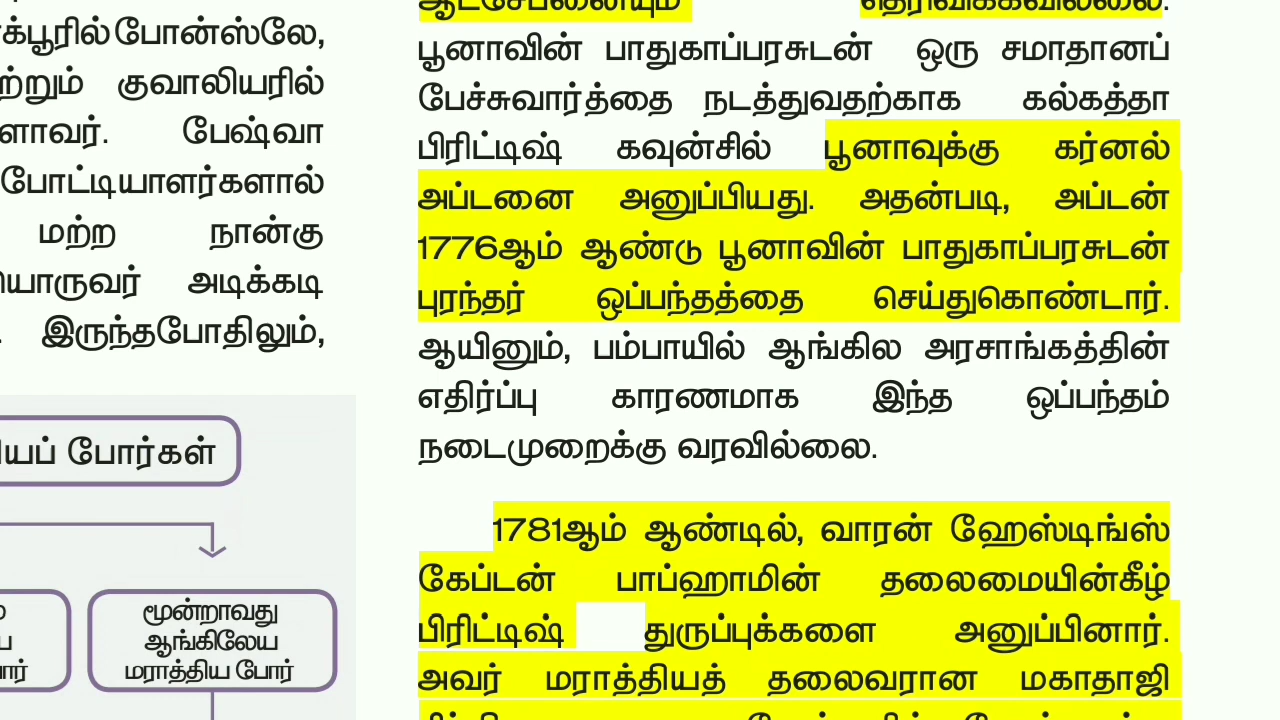 போன்ஸ்லே,
குவாலியரில்
பேஷ்வா
போட்டியாளர்களால்
மற்ற நான்கு
அடிக்கடி
இருந்தபோதிலும்,
போர்கள்
மூன்றாவது
ஆங்கிலேய
மராத்திய போர்
தெரிவிக்கவில்லை.
பூனாவின் பாதுகாப்பரசுடன் ஒரு சமாதானப்
பேச்சுவார்த்தை நடத்துவதற்காக கல்கத்தா
பிரிட்டிஷ் கவுன்சில் பூனாவுக்கு கர்னல்
அப்டனை அனுப்பியது. அதன்படி, அப்டன்
1776ஆம் ஆண்டு பூனாவின் பாதுகாப்பரசுடன்
புரந்தர் ஒப்பந்தத்தை செய்துகொண்டார்.
ஆயினும், பம்பாயில் ஆங்கில அரசாங்கத்தின்
எதிர்ப்பு காரணமாக இந்த ஒப்பந்தம்
நடைமுறைக்கு வரவில்லை.
1781ஆம் ஆண்டில், வாரன் ஹேஸ்டிங்ஸ்
கேப்டன் பாப்ஹாமின் தலைமையின்கீழ்
பிரிட்டிஷ் துருப்புக்களை அனுப்பினார்.
அவர் மராத்தியத் தலைவரான மகாதாஜி